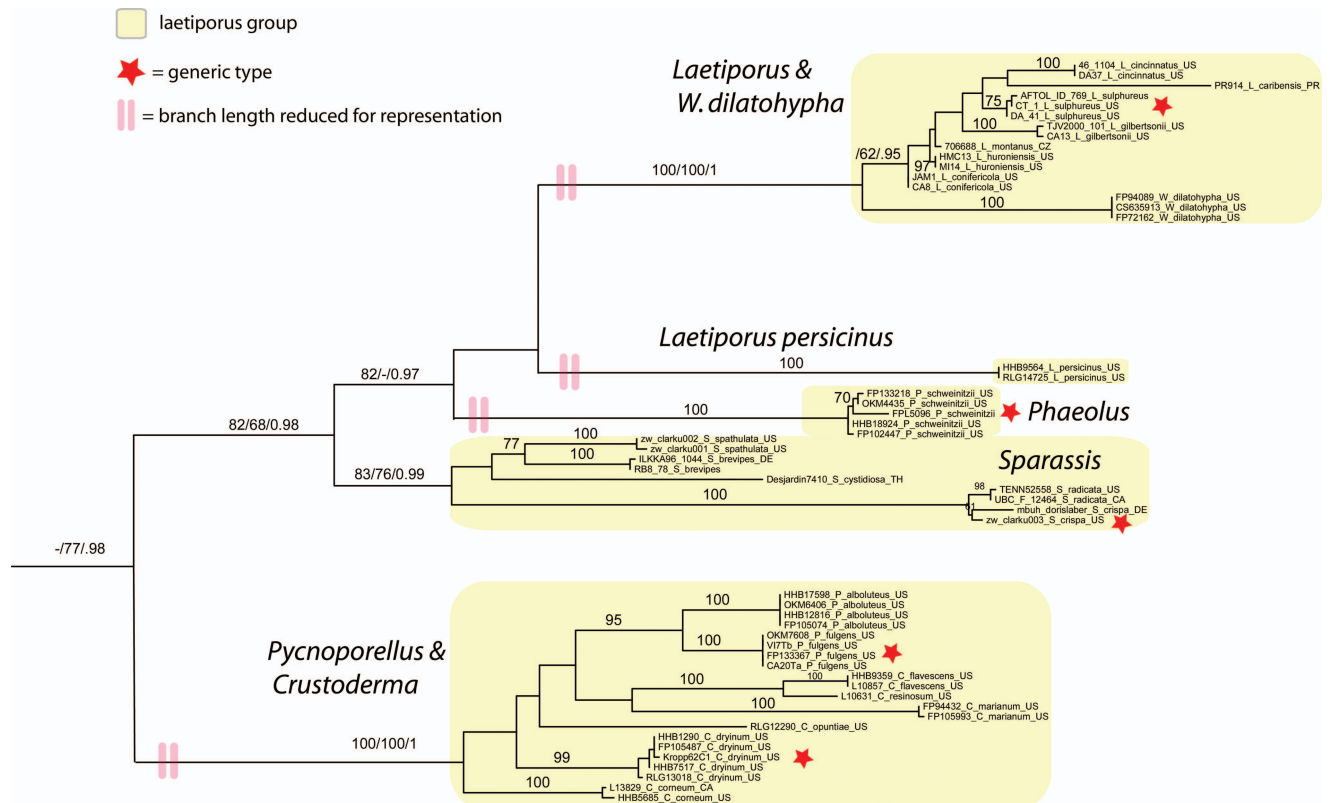 laetiporus group
= generic type
= branch length reduced for representation
Laetiporus &
W. dilatohypha
100
46_1104_L_cincinnatus_US
DA37_L_cincinnatus_US
PR914_L_caribensis_PR
75
AFTOL_ID_769_L_sulphureus
CT_1_L_sulphureus_US
DA_41_L_sulphureus_US
100
TJV2000_101_L_gilbertsonii_US
CA13_L_gilbertsonii_US
706688_L_montanus_CZ
/62/.95
97
HMC13_L_huroniensis_US
MI14_L_huroniensis_US
JAM1_L_conifericola_US
CA8_L_conifericola_US
100/100/1
100
FP94089_W_dilatohypha_US
CS635913_W_dilatohypha_US
FP72162_W_dilatohypha_US
Laetiporus persicinus
100
HHB9564_L_persicinus_US
RLG14725_L_persicinus_US
82/-/0.97
70
FP133218_P_schweinitzii_US
OKM4435_P_schweinitzii_US
FPL5096_P_schweinitzii
HHB18924_P_schweinitzii_US
FP102447_P_schweinitzii_US
Phaeolus
100
82/68/0.98
77
100
zw_clarku002_S_spathulata_US
zw_clarku001_S_spathulata_US
100
ILKKA96_1044_S_brevipes_DE
RB8_78_S_brevipes
Sparassis
83/76/0.99
Desjardin7410_S_cystidiosa_TH
100
98
TENN52558_S_radicata_US
UBC_F_12464_S_radicata_CA
61
mbuh_dorislaber_S_crispa_DE
zw_clarku003_S_crispa_US
-/77/.98
Pycnoporellus &
Crustoderma
95
100
HHB17598_P_alboluteus_US
OKM6406_P_alboluteus_US
HHB12816_P_alboluteus_US
FP105074_P_alboluteus_US
100
OKM7608_P_fulgens_US
VI7Tb_P_fulgens_US
FP133367_P_fulgens_US
CA20Ta_P_fulgens_US
100
100
HHB9359_C_flavescens_US
L10857_C_flavescens_US
L10631_C_resinosum_US
100
FP94432_C_marianum_US
FP105993_C_marianum_US
RLG12290_C_opuntiae_US
100/100/1
99
HHB1290_C_dryinum_US
FP105487_C_dryinum_US
Kropp62C1_C_dryinum_US
HHB7517_C_dryinum_US
RLG13018_C_dryinum_US
100
L13829_C_corneum_CA
HHB5685_C_corneum_US